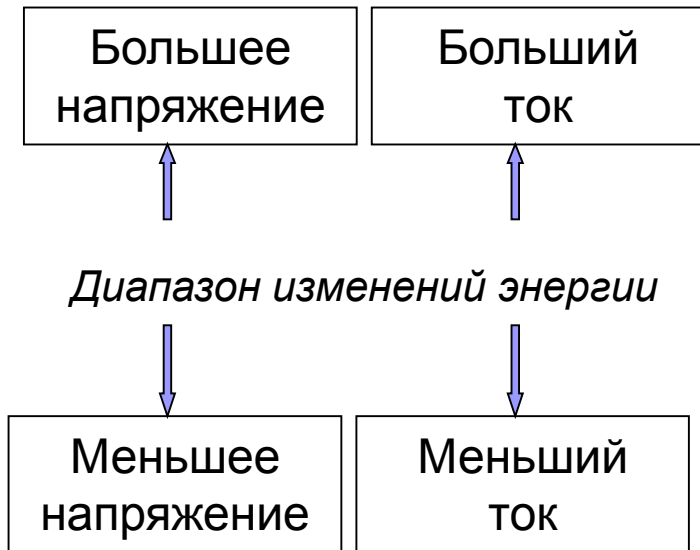 Большее
напряжение
Больший
ток
Диапазон изменений энергии
Меньшее
напряжение
Меньший
ток